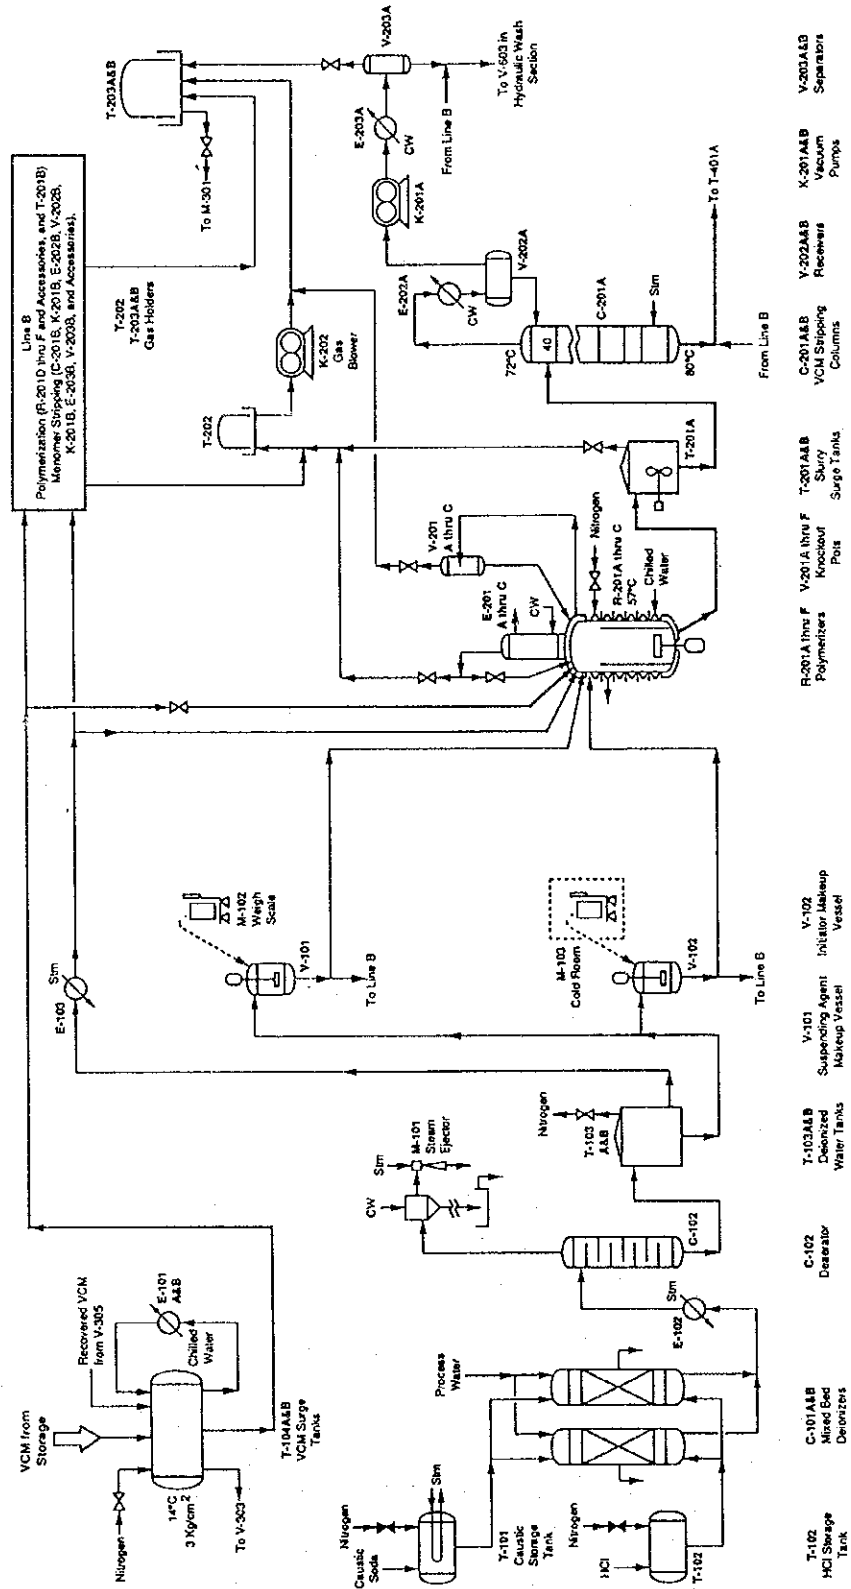 Line B
Polymerization (R-201D thru F and Accessories, and T-201B)
Monomer Stripping (C-201B, K-201B, E-202B, V-202B,
K-201B, E-203B, V-203B, and Accessories).
T-203A&B
To M-301
T-202
T-203A&B
Gas Holders
V-203A
E-203A
CW
K-201A
To V-603 in
Hydraulic Wash
Section
From Line B
T-202
K-202
Gas
Blower
E-202A
CW
V-202A
72°C
40
C-201A
Stm
80°C
To T-401A
From Line B
V-201
A thru C
E-201
A thru C
CW
Nitrogen
R-201A thru C
57°C
Chilled
Water
T-201A
E-103
Stm
M-102
Weigh
Scale
V-101
To Line B
M-103
Cold Room
V-102
To Line B
VCM from
Storage
Recovered VCM
from V-305
E-101
A&B
Chilled
Water
Nitrogen
14°C
3 Kg/cm2
To V-303
T-104A&B
VCM Surge
Tanks
CW
Stm
M-101
Steam
Ejector
C-102
Nitrogen
T-103
A&B
Process
Water
E-102
Stm
Nitrogen
Caustic
Soda
Stm
T-101
Caustic
Storage
Tank
Nitrogen
HCl
T-102
T-102
HCl Storage
Tank
C-101A&B
Mixed Bed
Deionizers
C-102
Deaerator
T-103A&B
Deionized
Water Tanks
V-101
Suspending Agent
Makeup Vessel
V-102
Initiator Makeup
Vessel
R-201A thru F
Polymerizers
V-201A thru F
Knockout
Pots
T-201A&B
Slurry
Surge Tanks
C-201A&B
VCM Stripping
Columns
V-202A&B
Receivers
K-201A&B
Vacuum
Pumps
V-203A&B
Separators